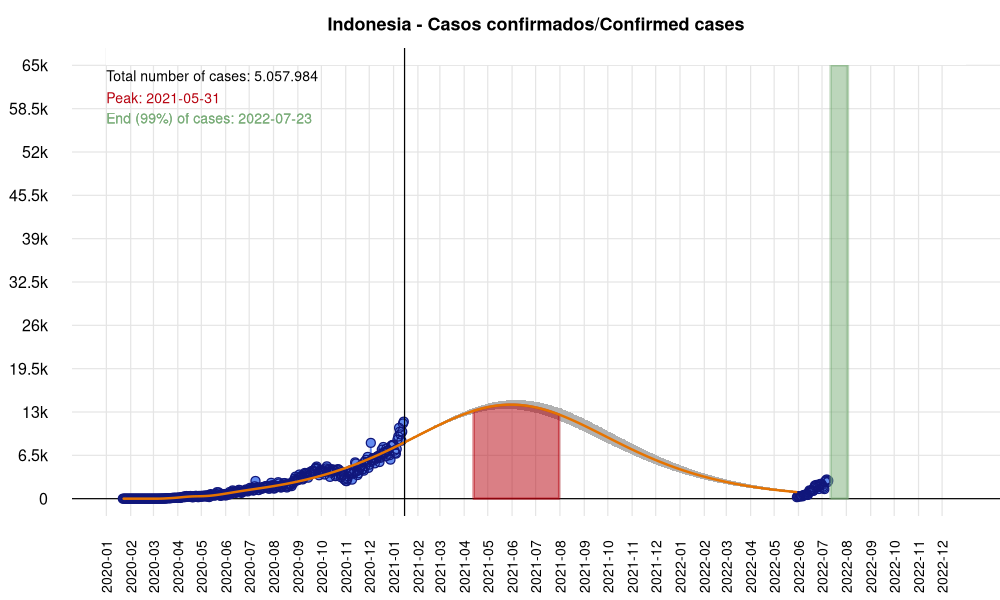 Indonesia - Casos confirmados/Confirmed cases
Total number of cases: 5.057.984
Peak: 2021-05-31
End (99%) of cases: 2022-07-23
65k
58.5k
52k
45.5k
39k
32.5k
26k
19.5k
13k
6.5k
0
2020-01
2020-02
2020-03
2020-04
2020-05
2020-06
2020-07
2020-08
2020-09
2020-10
2020-11
2020-12
2021-01
2021-02
2021-03
2021-04
2021-05
2021-06
2021-07
2021-08
2021-09
2021-10
2021-11
2021-12
2022-01
2022-02
2022-03
2022-04
2022-05
2022-06
2022-07
2022-08
2022-09
2022-10
2022-11
2022-12